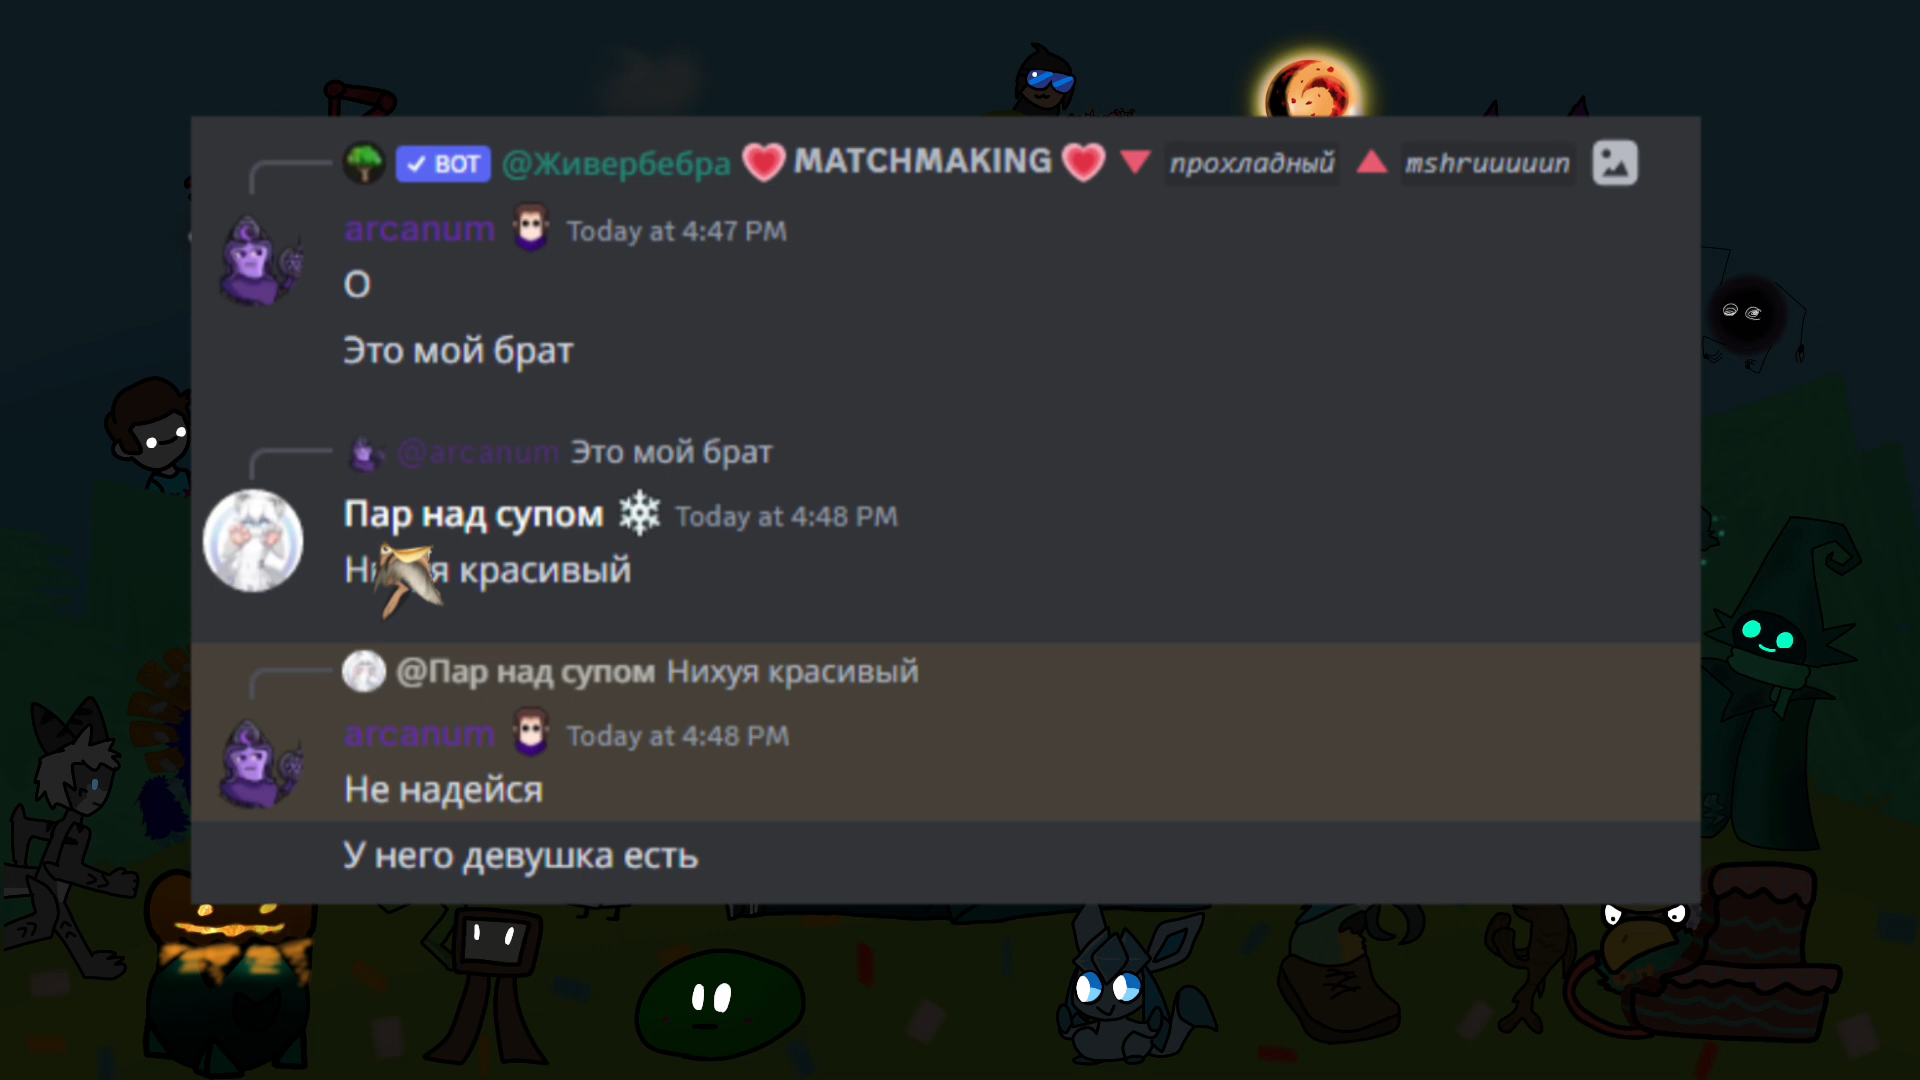 ✓ BOT @Живербебра ❤MATCHMAKING❤ 🔻 прохладный 🔺 mshruuuuun
arcanum Today at 4:47 PM
О
Это мой брат
@arcanum Это мой брат
Пар над супом ❄ Today at 4:48 PM
Н я красивый
@Пар над супом Нихуя красивый
arcanum Today at 4:48 PM
Не надейся
У него девушка есть